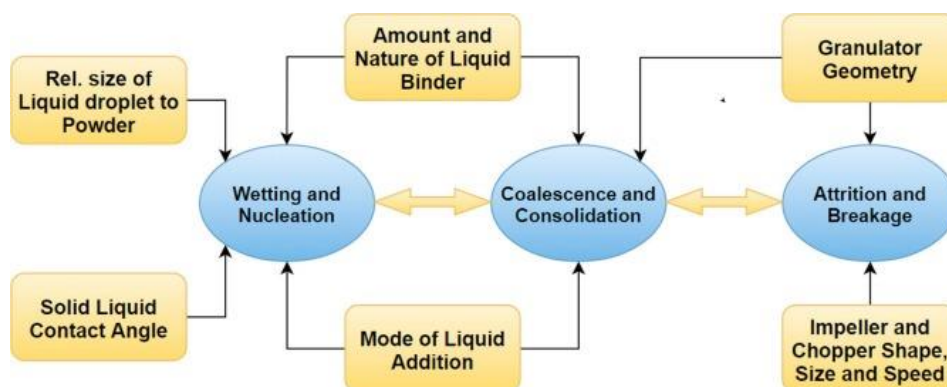 Rel. size of
Liquid droplet to
Powder
Amount and
Nature of Liquid
Binder
Granulator
Geometry
Wetting and
Nucleation
Coalescence and
Consolidation
Attrition and
Breakage
Solid Liquid
Contact Angle
Mode of Liquid
Addition
Impeller and
Chopper Shape,
Size and Speed